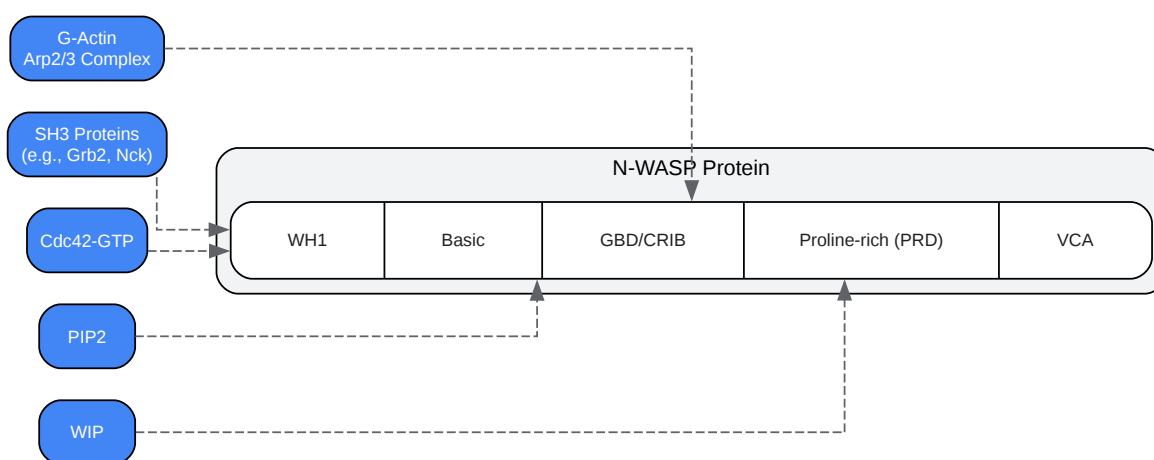 G-Actin
Arp2/3 Complex
SH3 Proteins
(e.g., Grb2, Nck)
N-WASP Protein
Cdc42-GTP
WH1
Basic
GBD/CRIB
Proline-rich (PRD)
VCA
PIP2
WIP